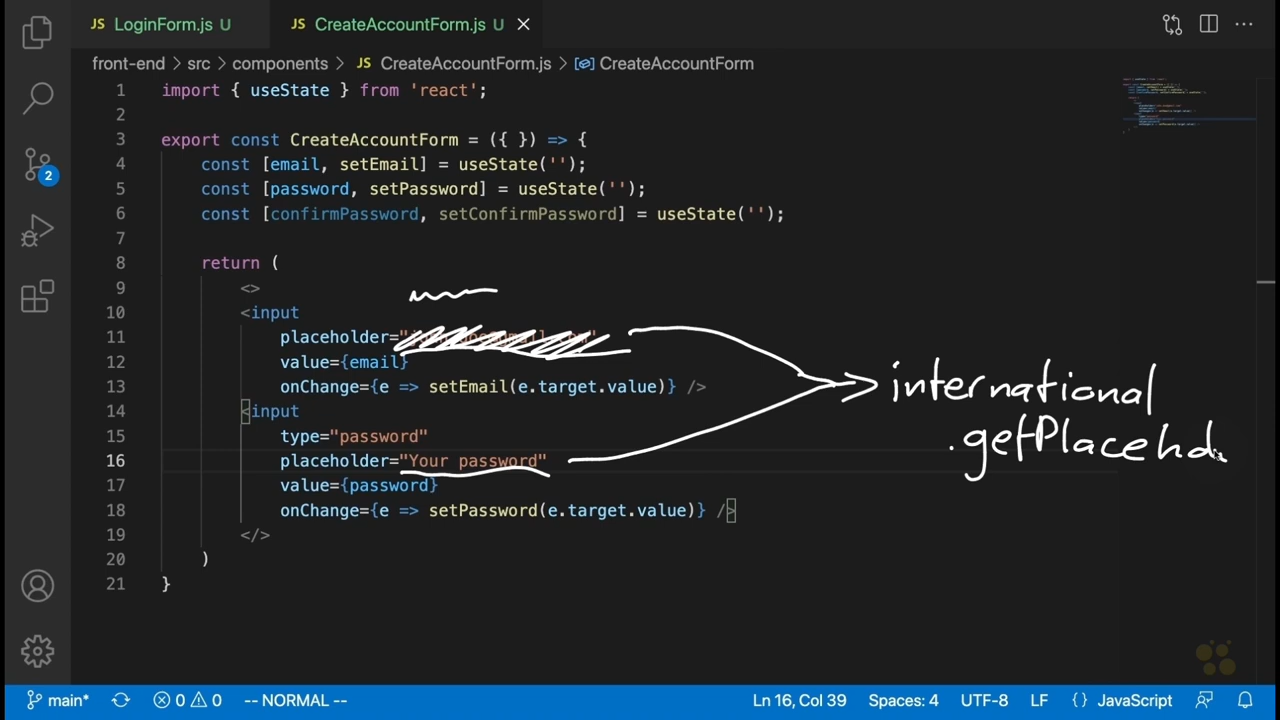 JS LoginForm.js U JS CreateAccountForm.js U
front-end > src > components > JS CreateAccountForm.js > CreateAccountForm
1 import { useState } from 'react';
2
3 export const CreateAccountForm = ({ }) => {
4 const [email, setEmail] = useState('');
5 const [password, setPassword] = useState('');
6 const [confirmPassword, setConfirmPassword] = useState('');
7
8 return (
9 <>
10 <input
11 placeholder="
12 value={email}
13 onChange={e => setEmail(e.target.value)} />
14 <input
15 type="password"
16 placeholder="Your password"
17 value={password}
18 onChange={e => setPassword(e.target.value)} />
19 </>
20 )
21 }
international
.getPlaceho
2
main* 0 0 -- NORMAL -- Ln 16, Col 39 Spaces: 4 UTF-8 LF {} JavaScript